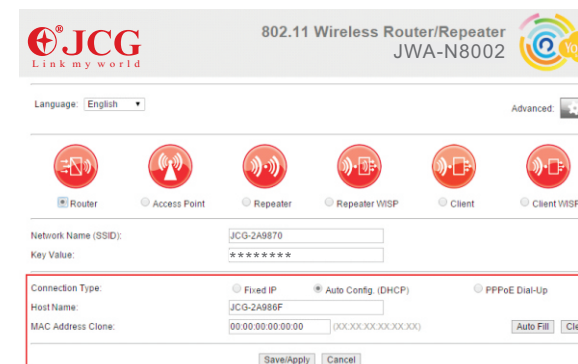 JCG
Link my world
802.11 Wireless Router/Repeater
JWA-N8002
Language: English
Advanced:
Router Access Point Repeater Repeater WISP Client Client WISP
Network Name (SSID): JCG-2A9870
Key Value: ********
Connection Type: Fixed IP Auto Config. (DHCP) PPPoE Dial-Up
Host Name: JCG-2A986F
MAC Address Clone: 00:00:00:00:00:00 (XX:XX:XX:XX:XX:XX) Auto Fill Cle
Save/Apply Cancel